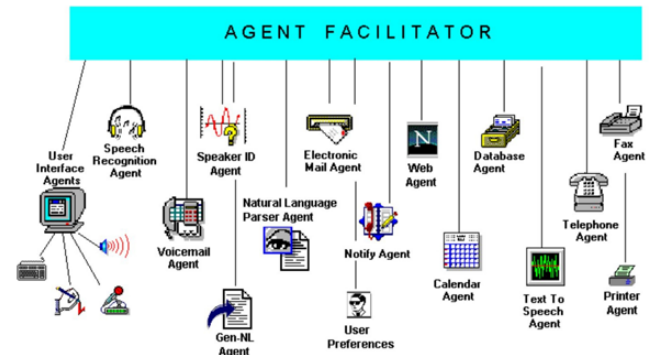 AGENT FACILITATOR
User
Interface
Agents
Speech
Recognition
Agent
Speaker ID
Agent
Electronic
Mail Agent
N
Web
Agent
Database
Agent
Fax
Agent
Voicemail
Agent
Natural Language
Parser Agent
Notify Agent
Calendar
Agent
Telephone
Agent
Gen-NL
Agent
User
Preferences
Text To
Speech
Agent
Printer
Agent